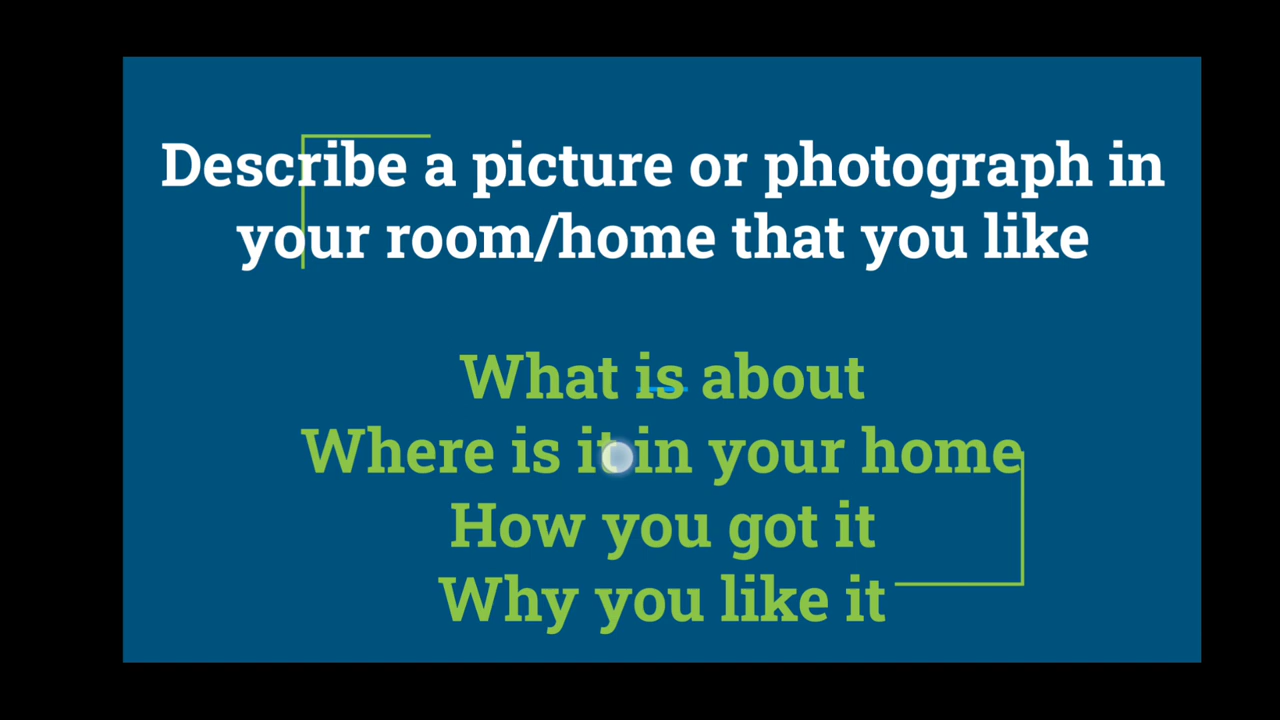 Describe a picture or photograph in
your room/home that you like
What is about
Where is it in your home
How you got it
Why you like it